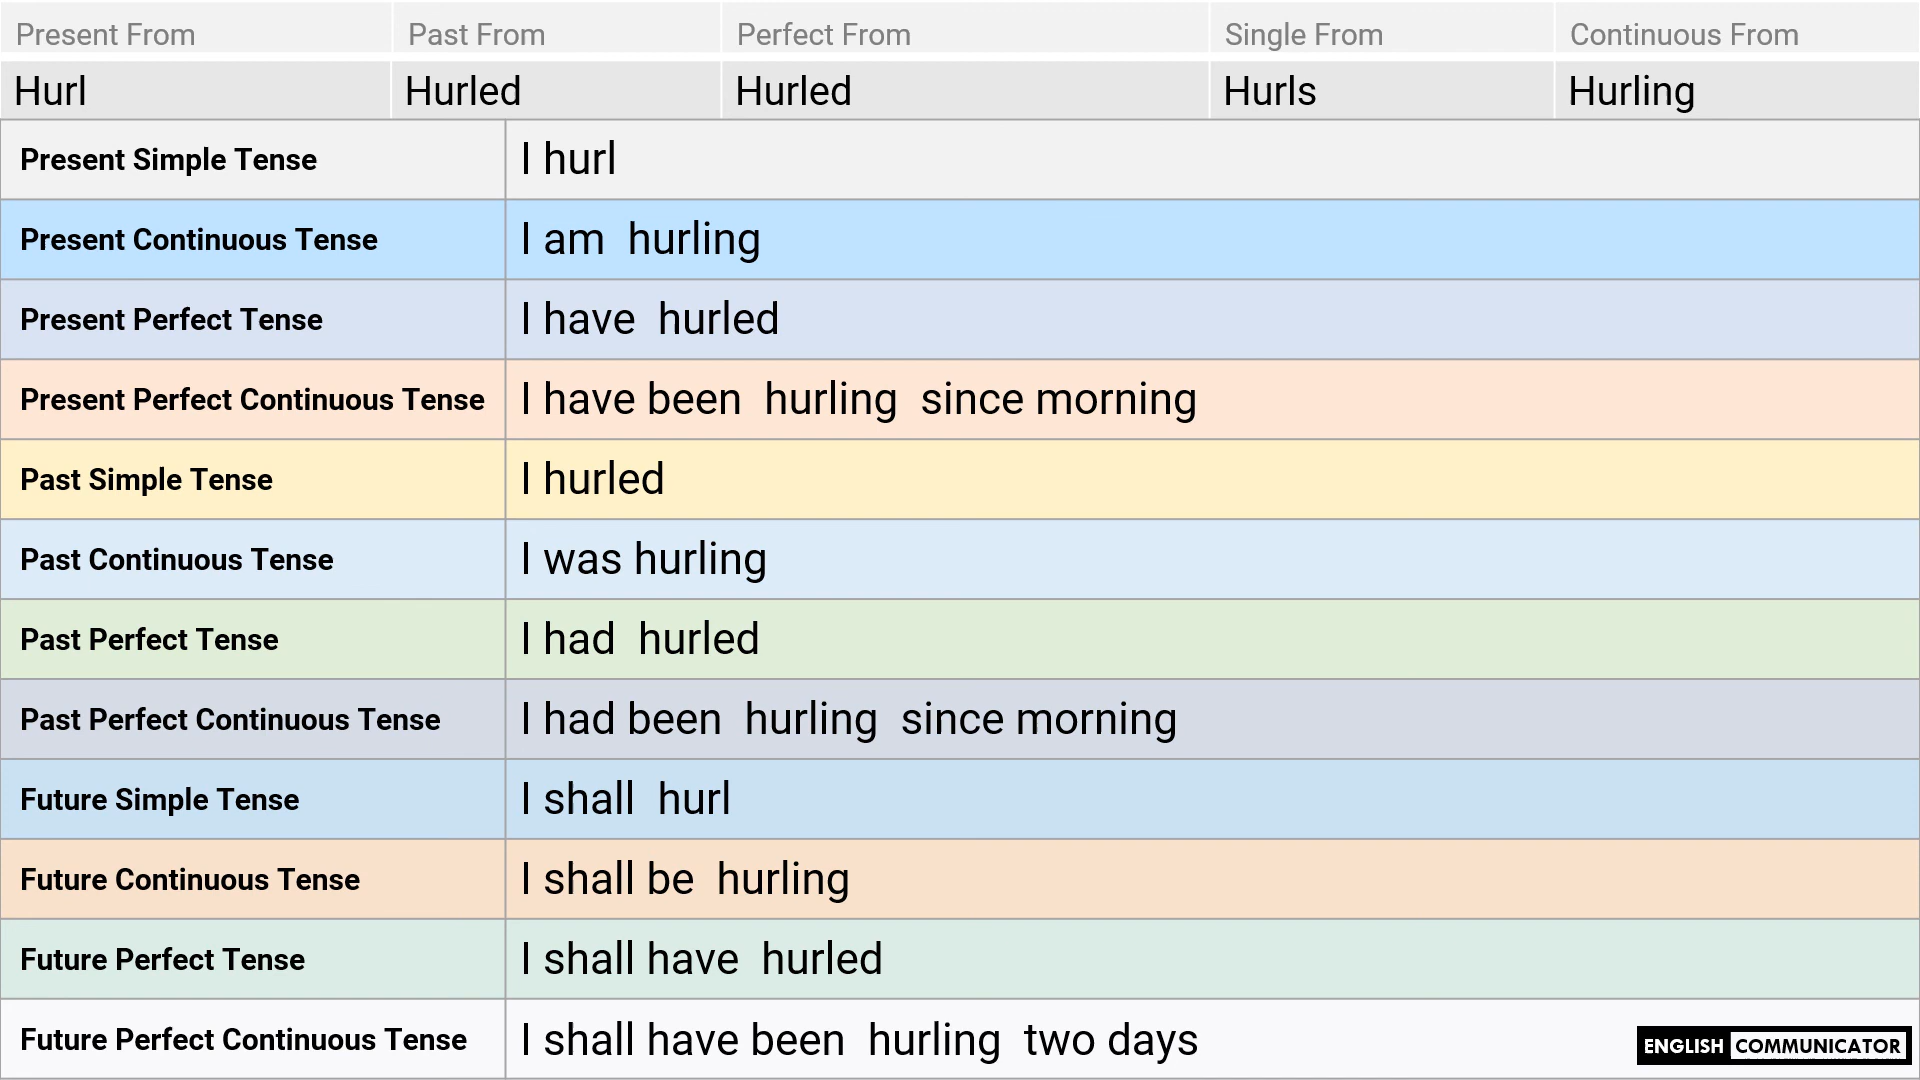 Present From Past From Perfect From Single From Continuous From
Hurl Hurled Hurled Hurls Hurling
Present Simple Tense I hurl
Present Continuous Tense I am hurling
Present Perfect Tense I have hurled
Present Perfect Continuous Tense I have been hurling since morning
Past Simple Tense I hurled
Past Continuous Tense I was hurling
Past Perfect Tense I had hurled
Past Perfect Continuous Tense I had been hurling since morning
Future Simple Tense I shall hurl
Future Continuous Tense I shall be hurling
Future Perfect Tense I shall have hurled
Future Perfect Continuous Tense I shall have been hurling two days
ENGLISH COMMUNICATOR